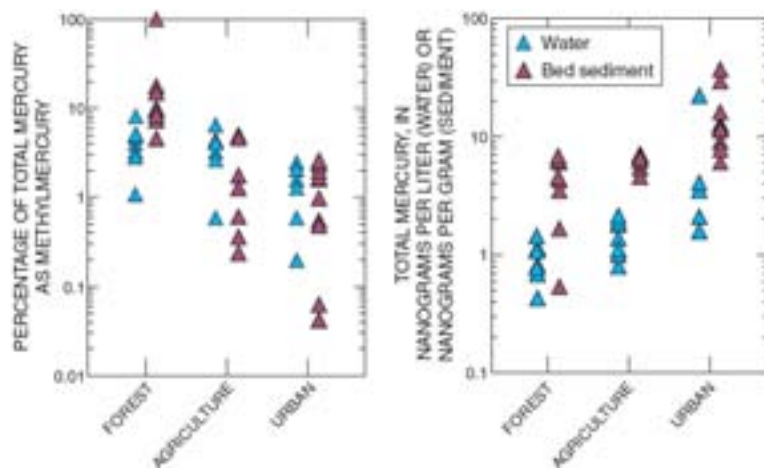 PERCENTAGE OF TOTAL MERCURY
AS METHYLMERCURY
100
10
1
0.1
0.01
FOREST
AGRICULTURE
URBAN
TOTAL MERCURY, IN
NANOGRAMS PER LITER (WATER) OR
NANOGRAMS PER GRAM (SEDIMENT)
100
10
1
0.1
Water
Bed sediment
FOREST
AGRICULTURE
URBAN